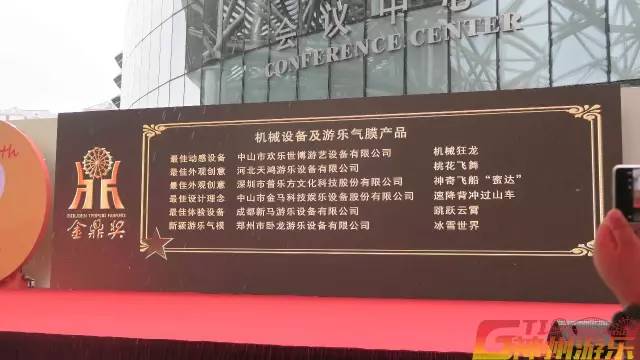 会议中心
CONFERENCE CENTER
机械设备及游乐气膜产品
最佳动感设备 中山市欢乐世博游艺设备有限公司 机械狂龙
最佳外观创意 河北天鸿游乐设备有限公司 桃花飞舞
最佳外观创意 深圳市普乐方文化科技股份有限公司 神奇飞船“蜜达”
最佳设计理念 中山市金马科技娱乐设备股份有限公司 速降背冲过山车
最佳体验设备 成都新马游乐设备有限公司 跳跃云霄
新颖游乐气模 郑州市卧龙游乐设备有限公司 冰雪世界
th
金鼎奖
神州游乐